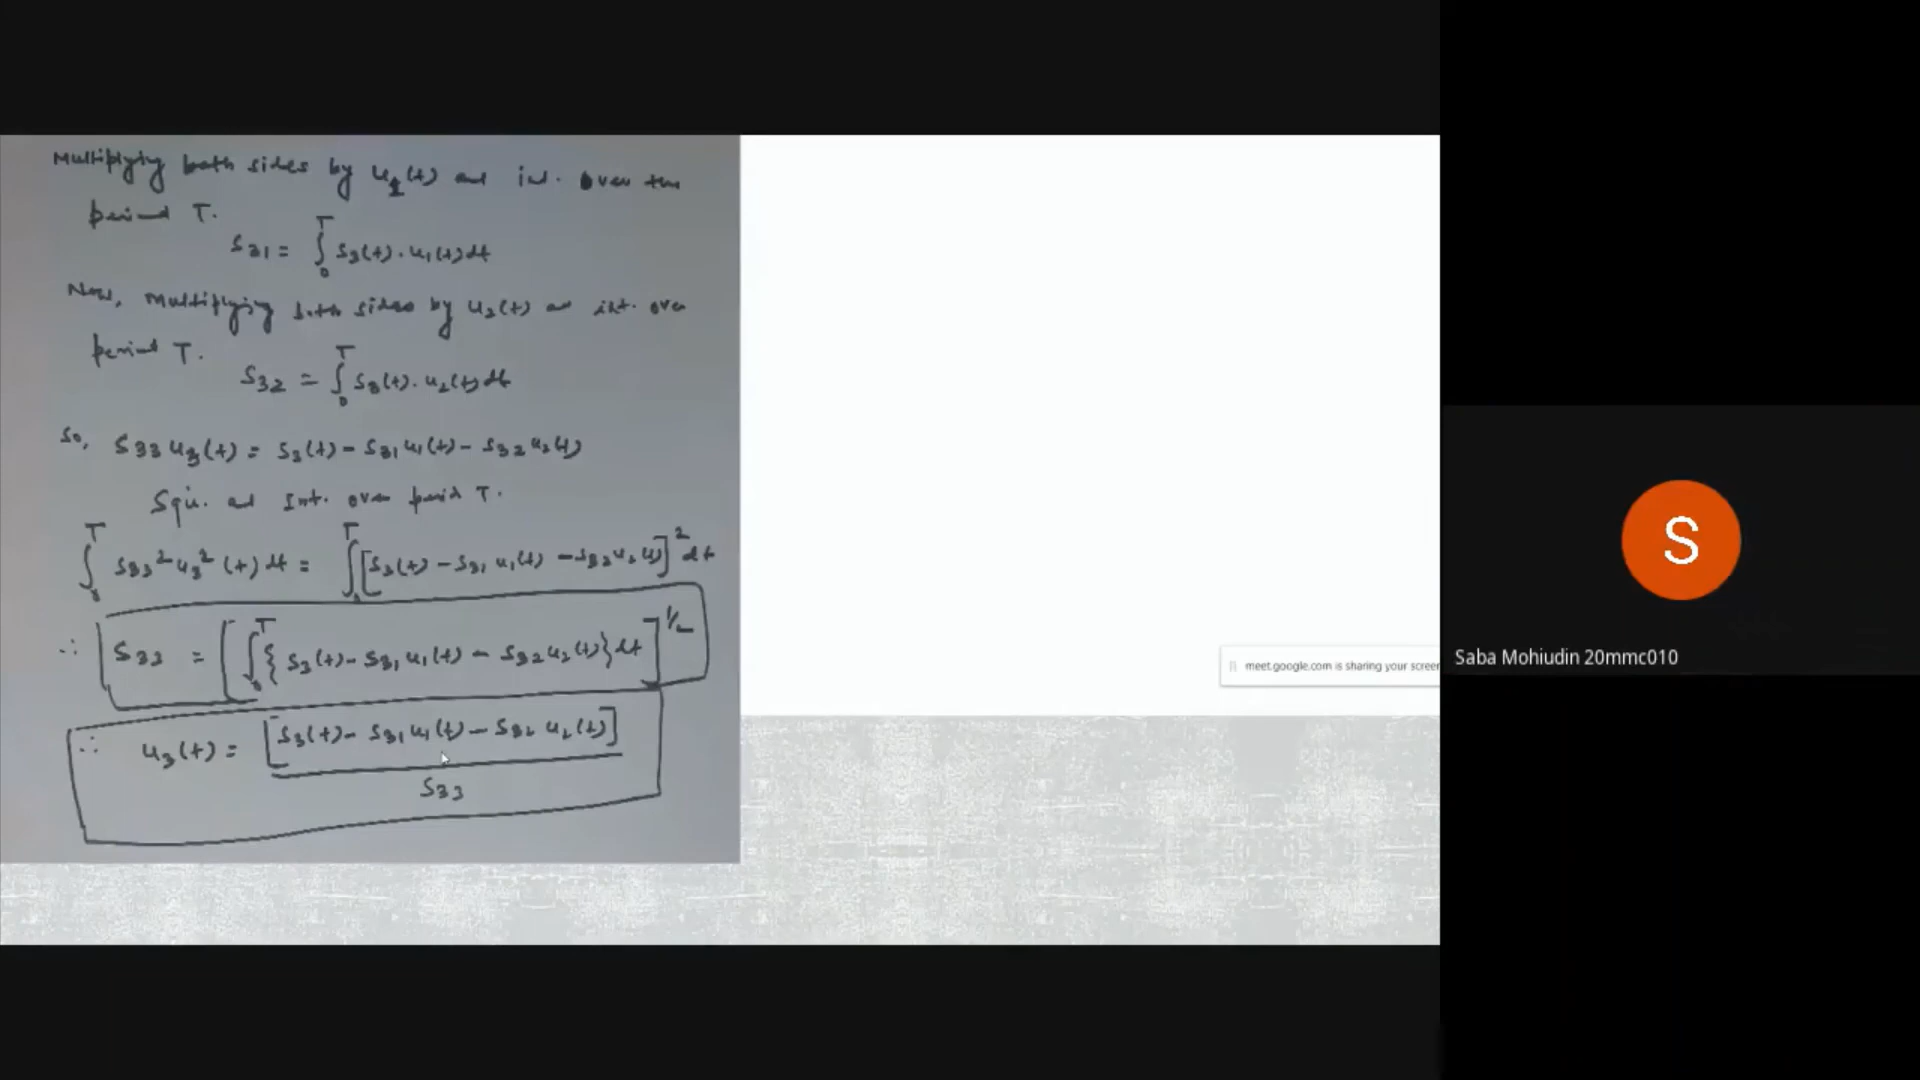 Multiplying both sides by u₁(t) and int. over the
period T.
S₃₁ = ∫₀ᵀ S₃(t). u₁(t) dt
Now, multiplying both sides by u₂(t) and int. over
period T.
S₃₂ = ∫₀ᵀ S₃(t). u₂(t) dt
So, S₃₃ u₃(t) = S₃(t) - S₃₁ u₁(t) - S₃₂ u₂(t)
Squ. and Int. over period T.
∫₀ᵀ S₃₃² u₃² (t) dt = ∫₀ᵀ [S₃(t) - S₃₁ u₁(t) - S₃₂ u₂(t)]² dt
∴ S₃₃ = [∫₀ᵀ { S₃(t) - S₃₁ u₁(t) - S₃₂ u₂(t)} dt]^1/2
∴ u₃(t) = [S₃(t) - S₃₁ u₁(t) - S₃₂ u₂(t)]
S₃₃
meet.google.com is sharing your screen
S
Saba Mohiudin 20mmc010